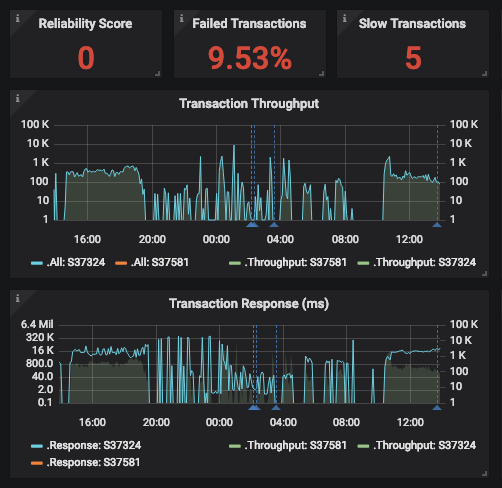 Reliability Score
Failed Transactions
Slow Transactions
0
9.53%
5
Transaction Throughput
100 K 100 K
10 K 10 K
1 K 1 K
100 100
10 10
1 1
16:00 20:00 00:00 04:00 08:00 12:00
.All: S37324 .All: S37581 .Throughput: S37581 .Throughput: S37324
Transaction Response (ms)
6.4 Mil 100 K
320 K 10 K
16 K 1 K
800.0 100
40.0 10
2.0 1
0.1
16:00 20:00 00:00 04:00 08:00 12:00
.Response: S37324 .Throughput: S37581 .Throughput: S37324
.Response: S37581